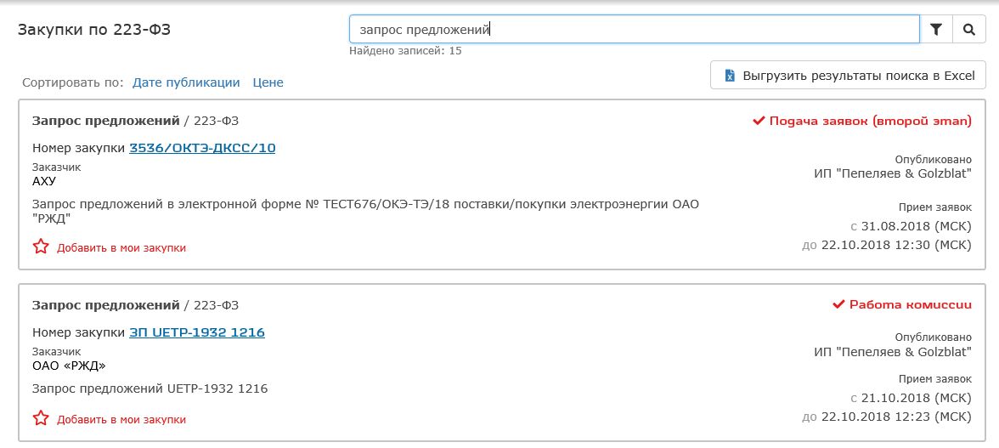 Закупки по 223-ФЗ
запрос предложений
Найдено записей: 15
Сортировать по: Дате публикации Цене
Выгрузить результаты поиска в Excel
Запрос предложений / 223-ФЗ
Подача заявок (второй этап)
Номер закупки 3536/ОКТЭ-ДКСС/10
Заказчик
АХУ
Опубликовано
ИП "Пепеляев & Golzblat"
Запрос предложений в электронной форме № ТЕСТ676/ОКЭ-ТЭ/18 поставки/покупки электроэнергии ОАО
"РЖД"
Прием заявок
с 31.08.2018 (МСК)
до 22.10.2018 12:30 (МСК)
Добавить в мои закупки
Запрос предложений / 223-ФЗ
Работа комиссии
Номер закупки ЗП UETP-1932 1216
Заказчик
ОАО «РЖД»
Опубликовано
ИП "Пепеляев & Golzblat"
Запрос предложений UETP-1932 1216
Прием заявок
с 21.10.2018 (МСК)
до 22.10.2018 12:23 (МСК)
Добавить в мои закупки